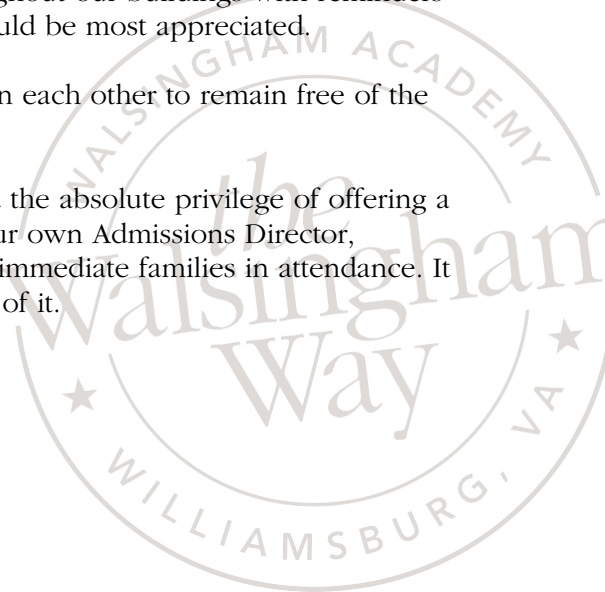 uld be most appreciated.
n each other to remain free of the
the absolute privilege of offering a
ur own Admissions Director,
immediate families in attendance. It
of it.
WALSINGHAM ACADEMY
the
Walsingham
Way
WILLIAMSBURG, VA